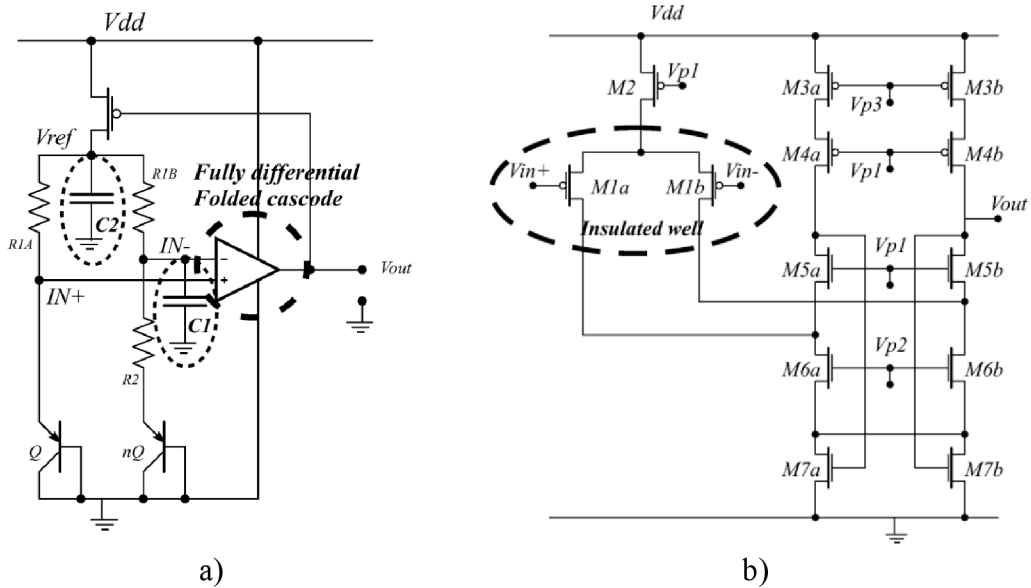 Vdd
Vref
R1B
Fully differential
Folded cascode
C2
R1A
IN-
−
+
IN+
C1
Vout
R2
Q
nQ
a)
Vdd
M2
Vp1
M3a
Vp3
M3b
M4a
Vp1
M4b
Vin+
M1a
M1b
Vin-
Insulated well
Vout
M5a
Vp1
M5b
M6a
Vp2
M6b
M7a
M7b
b)